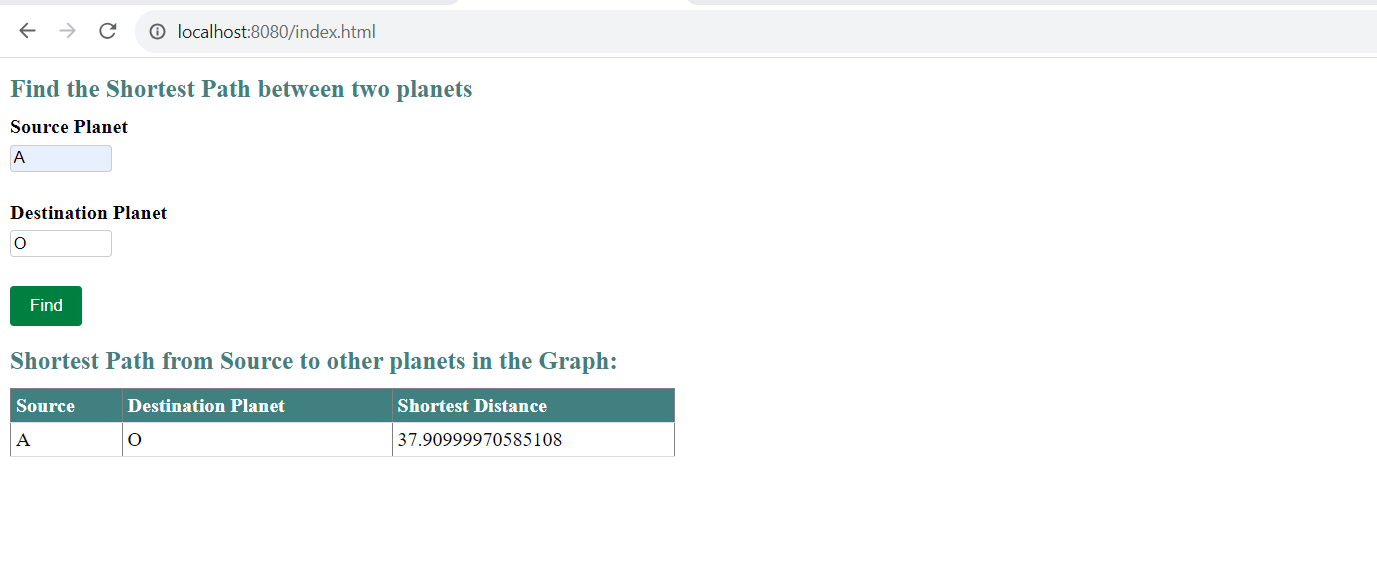 localhost:8080/index.html
Find the Shortest Path between two planets
Source Planet
A
Destination Planet
O
Find
Shortest Path from Source to other planets in the Graph:
Source Destination Planet Shortest Distance
A O 37.90999970585108